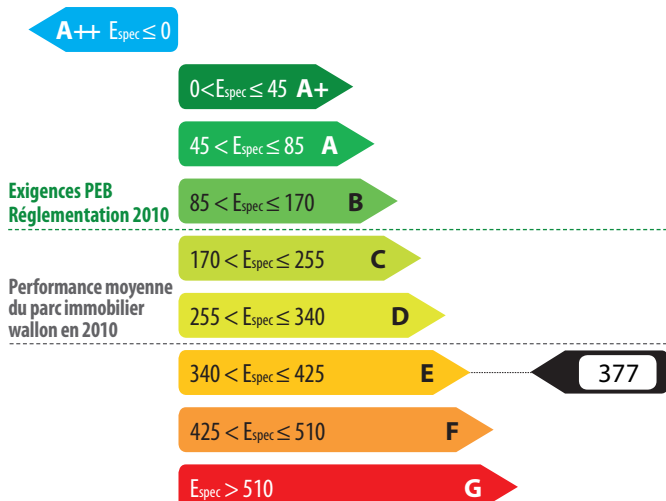 A++ Espec ≤ 0
0<Espec ≤ 45 A+
45 < Espec ≤ 85 A
Exigences PEB
Réglementation 2010
85 < Espec ≤ 170 B
170 < Espec ≤ 255 C
Performance moyenne
du parc immobilier
wallon en 2010
255 < Espec ≤ 340 D
340 < Espec ≤ 425 E
377
425 < Espec ≤ 510 F
Espec > 510 G